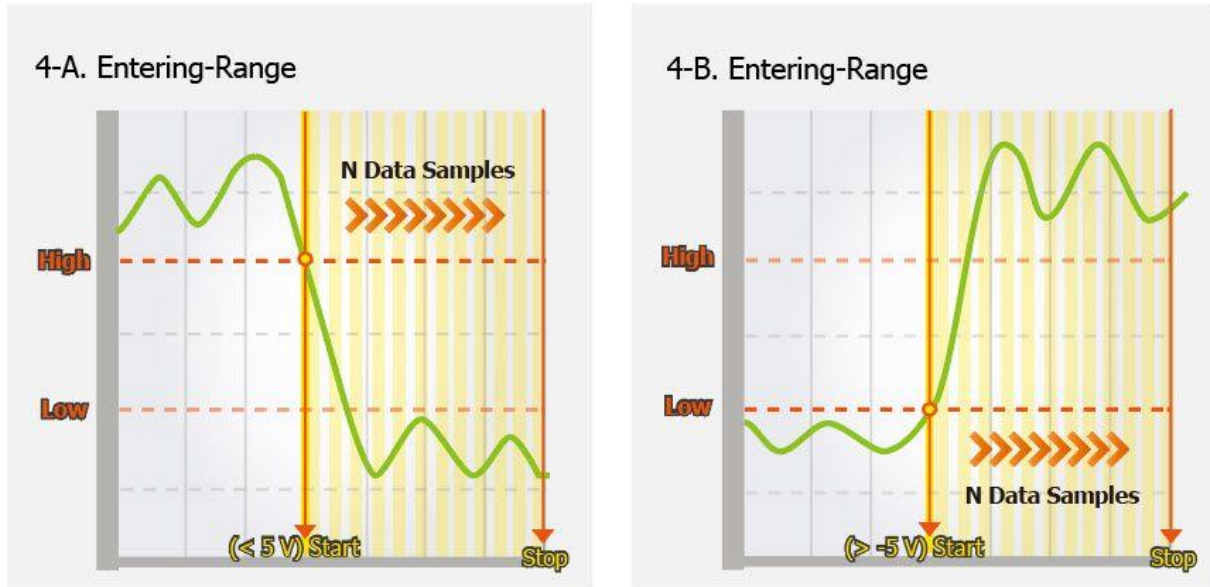 4-A. Entering-Range
N Data Samples
High
Low
(< 5 V) Start
Stop
4-B. Entering-Range
High
Low
N Data Samples
(> -5 V) Start
Stop